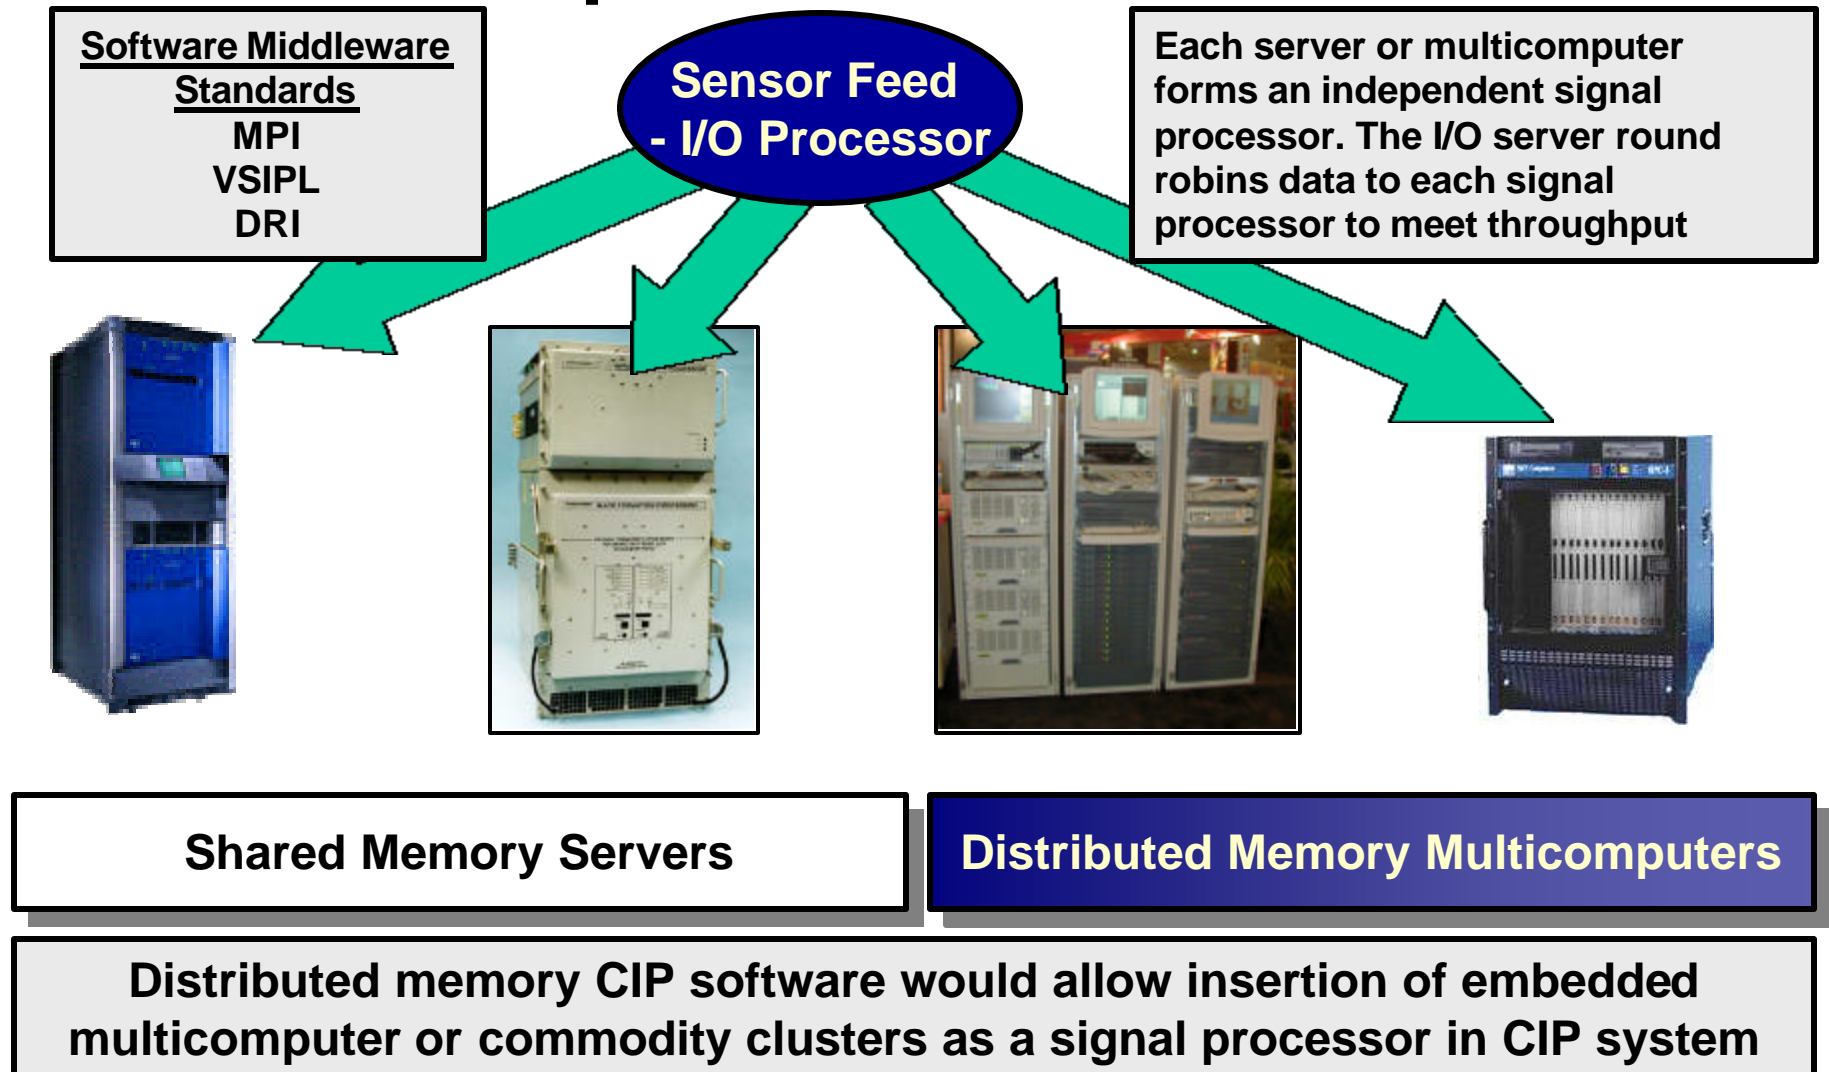 Software Middleware
Standards
MPI
VSIPL
DRI
Sensor Feed
- I/O Processor
Each server or multicomputer
forms an independent signal
processor. The I/O server round
robins data to each signal
processor to meet throughput
Shared Memory Servers
Distributed Memory Multicomputers
Distributed memory CIP software would allow insertion of embedded
multicomputer or commodity clusters as a signal processor in CIP system